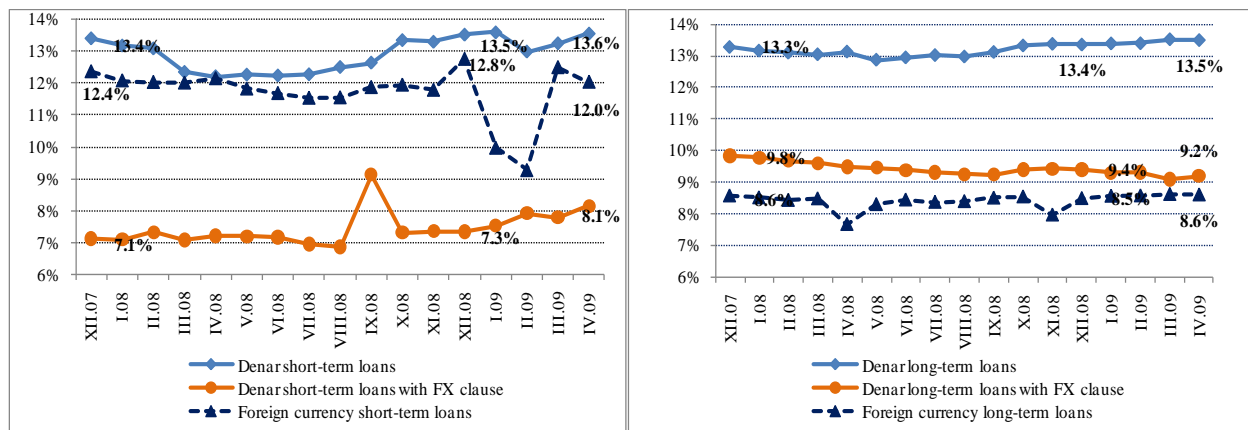 14%
13%
12%
11%
10%
9%
8%
7%
6%
13.4%
12.4%
7.1%
13.5%
12.8%
7.3%
13.6%
12.0%
8.1%
XII.07
I.08
II.08
III.08
IV.08
V.08
VI.08
VII.08
VIII.08
IX.08
X.08
XI.08
XII.08
I.09
II.09
III.09
IV.09
Denar short-term loans
Denar short-term loans with FX clause
Foreign currency short-term loans
14%
13%
12%
11%
10%
9%
8%
7%
6%
13.3%
9.8%
8.6%
13.4%
9.4%
8.5%
13.5%
9.2%
8.6%
XII.07
I.08
II.08
III.08
IV.08
V.08
VI.08
VII.08
VIII.08
IX.08
X.08
XI.08
XII.08
I.09
II.09
III.09
IV.09
Denar long-term loans
Denar long-term loans with FX clause
Foreign currency long-term loans